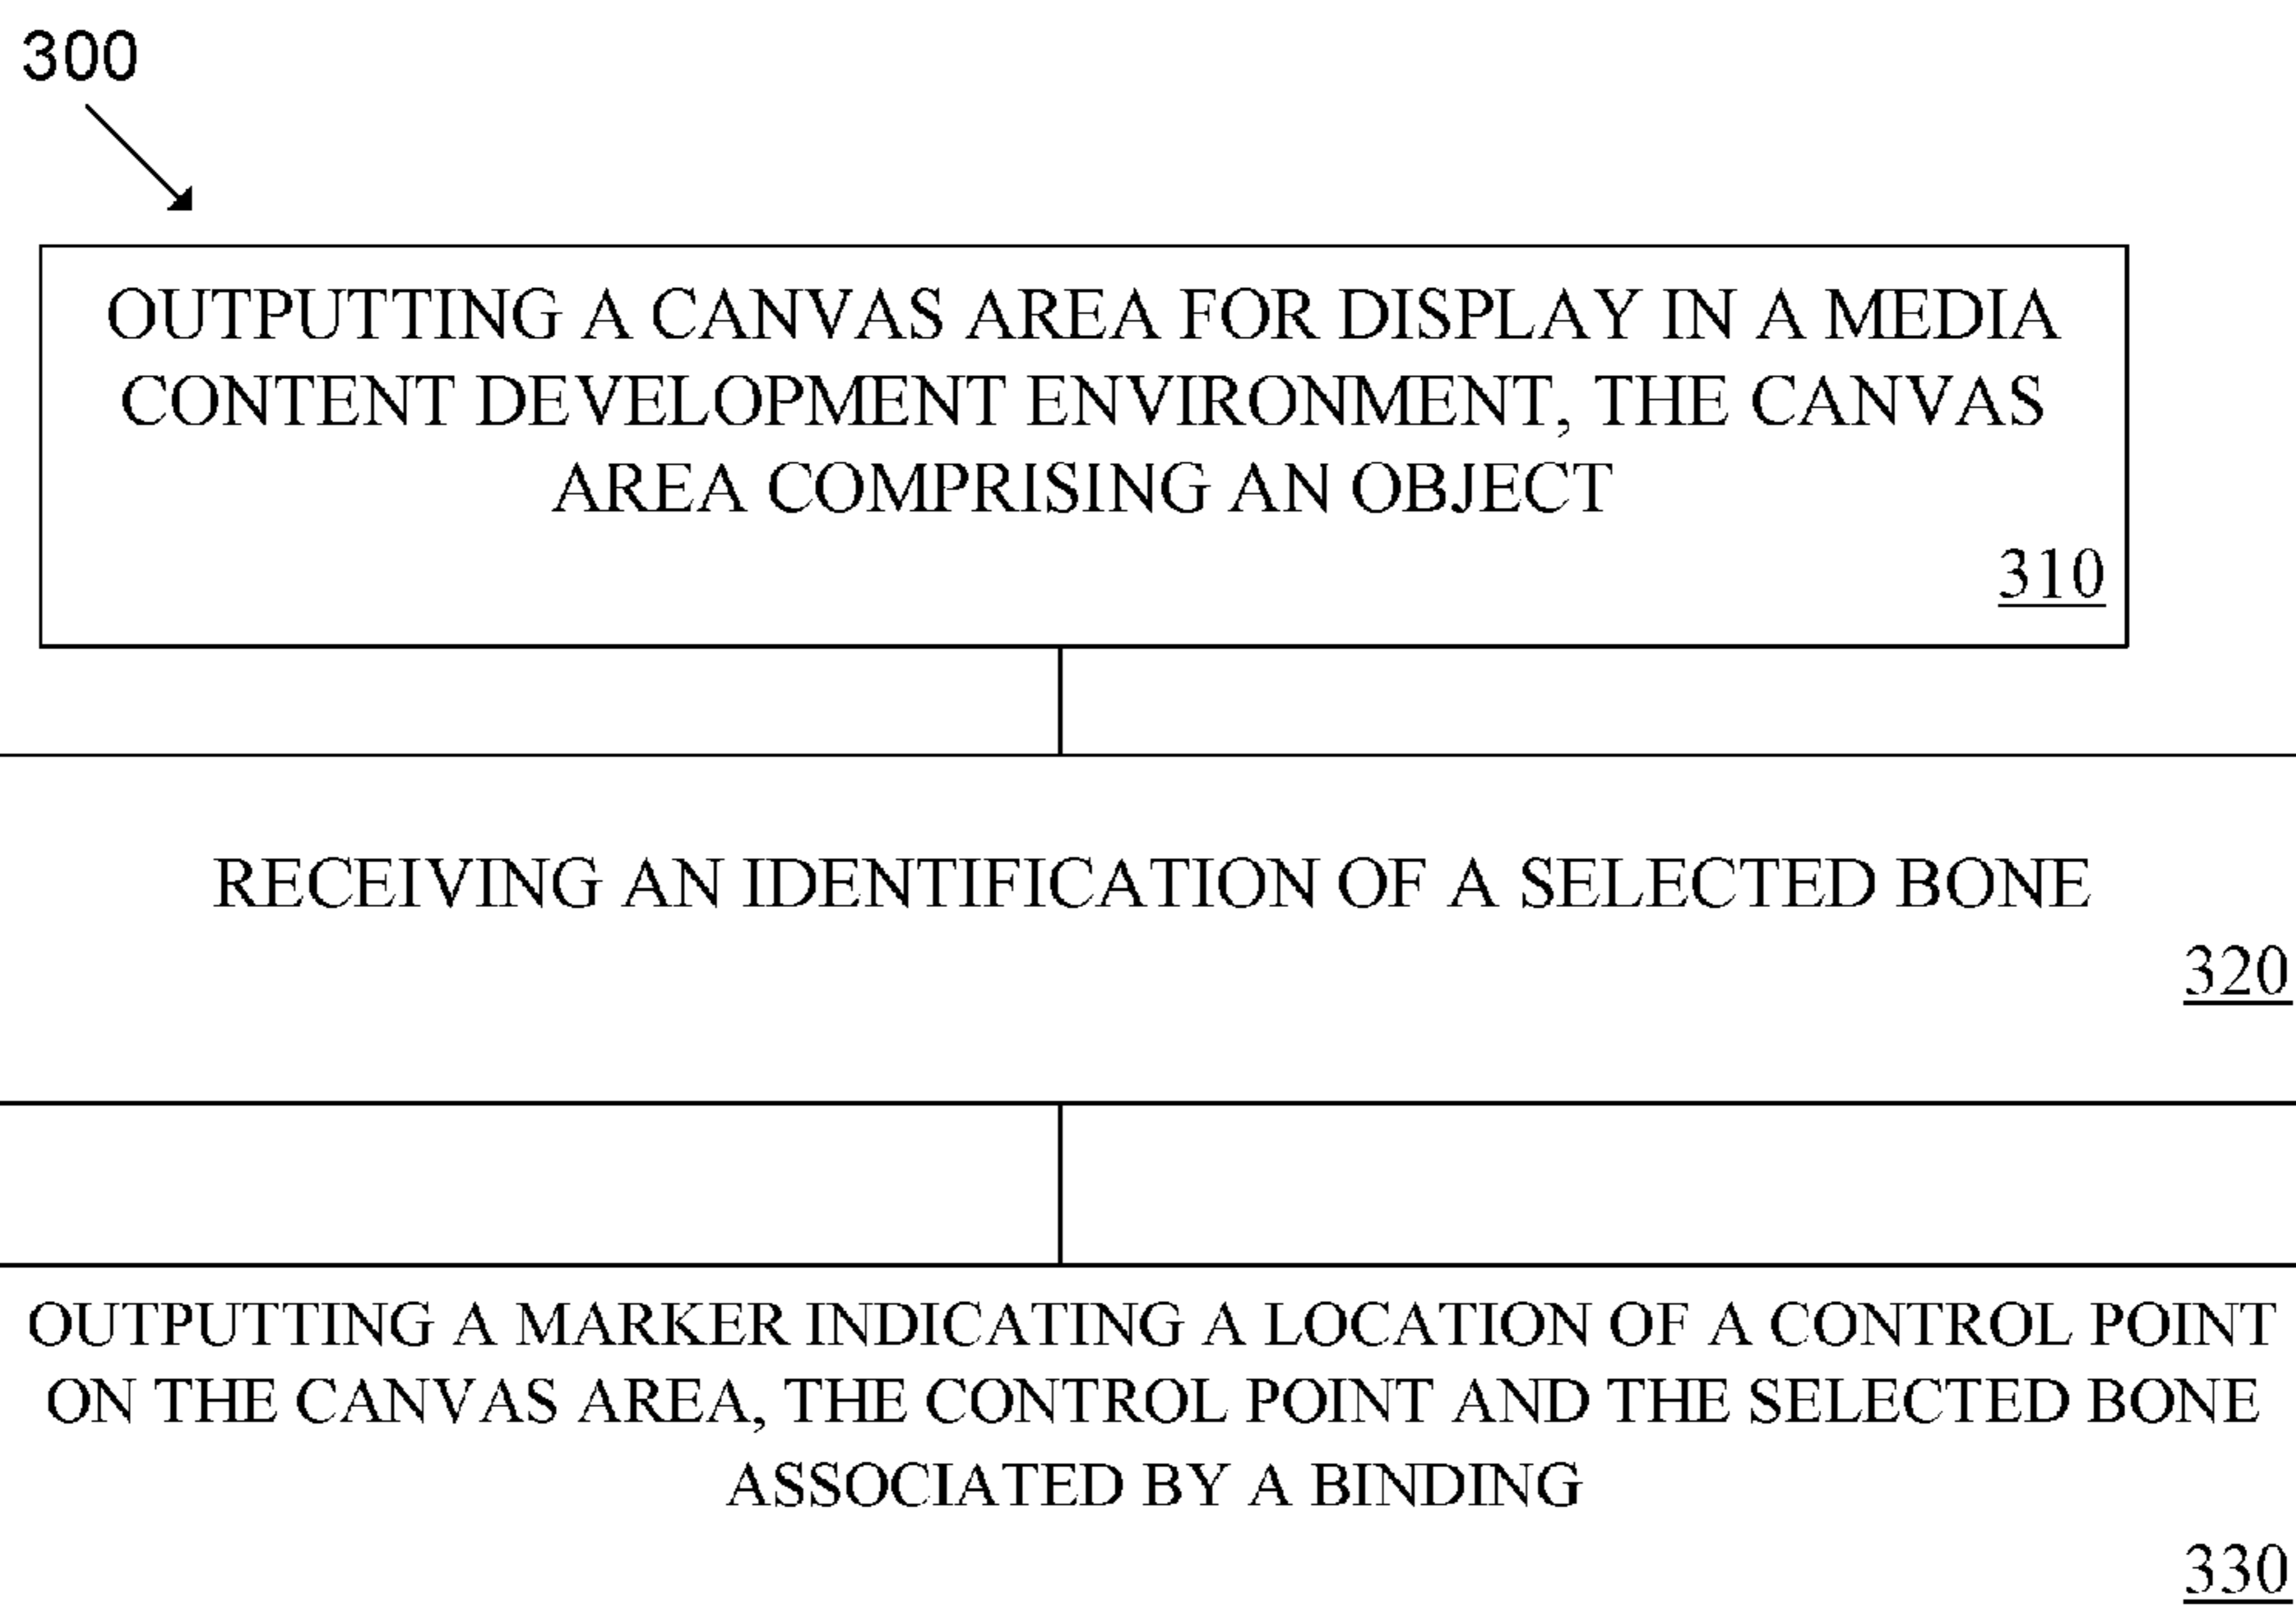 300
OUTPUTTING A CANVAS AREA FOR DISPLAY IN A MEDIA
CONTENT DEVELOPMENT ENVIRONMENT, THE CANVAS
AREA COMPRISING AN OBJECT
310
RECEIVING AN IDENTIFICATION OF A SELECTED BONE
320
OUTPUTTING A MARKER INDICATING A LOCATION OF A CONTROL POINT
ON THE CANVAS AREA, THE CONTROL POINT AND THE SELECTED BONE
ASSOCIATED BY A BINDING
330